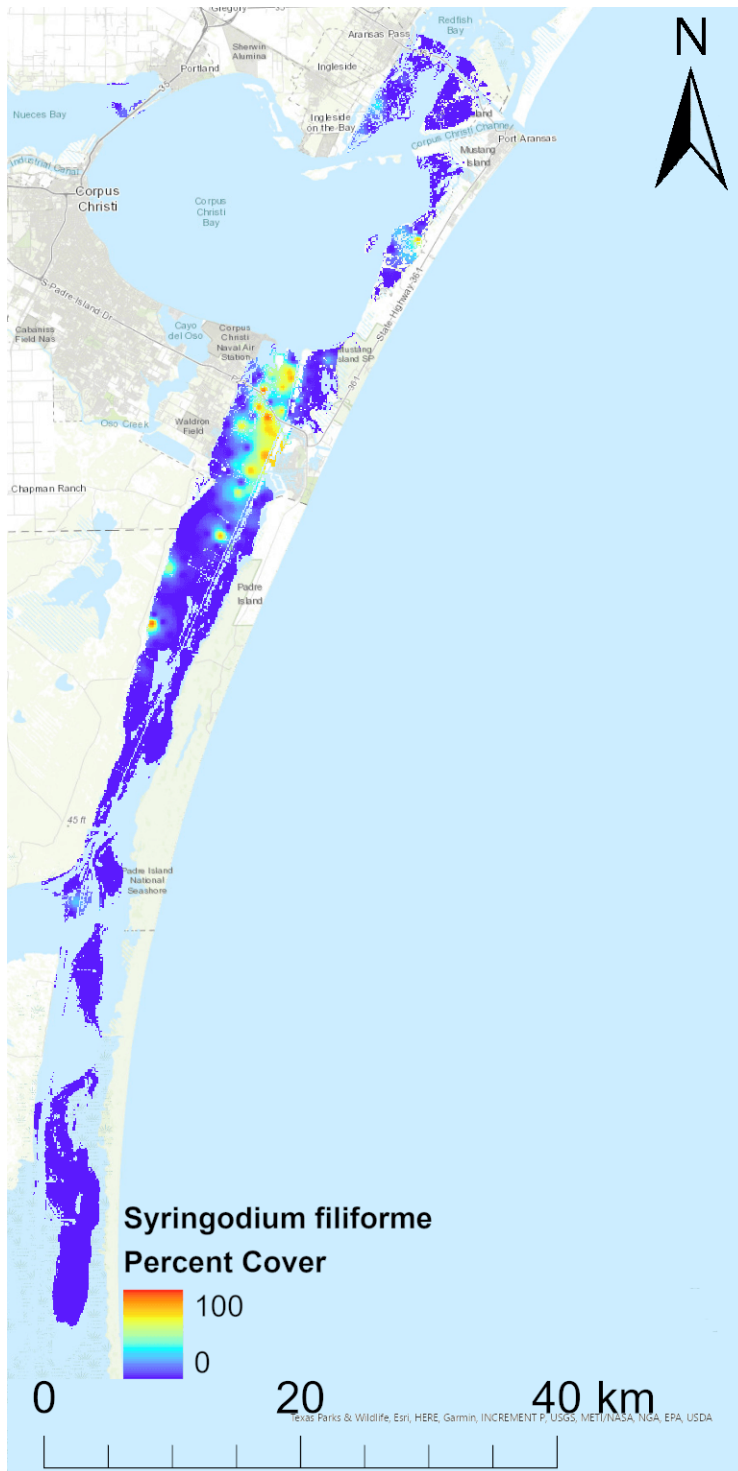 Gregory
35
Redfish
Bay
Aransas Pass
N
Sherwin
Alumina
Portland
Ingleside
35
Nueces Bay
Ingleside
on-the-Bay
land
Corpus Christi Channel
Port Aransas
Mustang
Island
Industrial Canal
Corpus
Christi
Corpus
Christi
Bay
State-Highway-361
S-Padre-Island-Dr
Cayo
del Oso
Corpus
Christi
Naval Air
Station
Cabaniss
Field Nas
Mustang
Island SP
361
Oso Creek
Waldron
Field
Chapman Ranch
Padre
Island
45 ft
Padre Island
National
Seashore
Syringodium filiforme
Percent Cover
100
0
0 20 40 km
Texas Parks & Wildlife, Esri, HERE, Garmin, INCREMENT P, USGS, METI/NASA, NGA, EPA, USDA